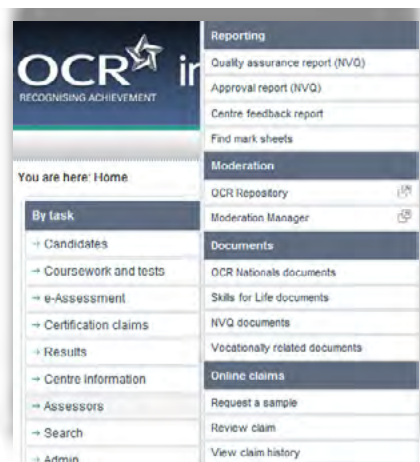 OCR in
RECOGNISING ACHIEVEMENT
You are here: Home
By task
→ Candidates
→ Coursework and tests
→ e-Assessment
→ Certification claims
→ Results
→ Centre information
→ Assessors
→ Search
→ Admin
Reporting
Quality assurance report (NVQ)
Approval report (NVQ)
Centre feedback report
Find mark sheets
Moderation
OCR Repository
Moderation Manager
Documents
OCR Nationals documents
Skills for Life documents
NVQ documents
Vocationally related documents
Online claims
Request a sample
Review claim
View claim history